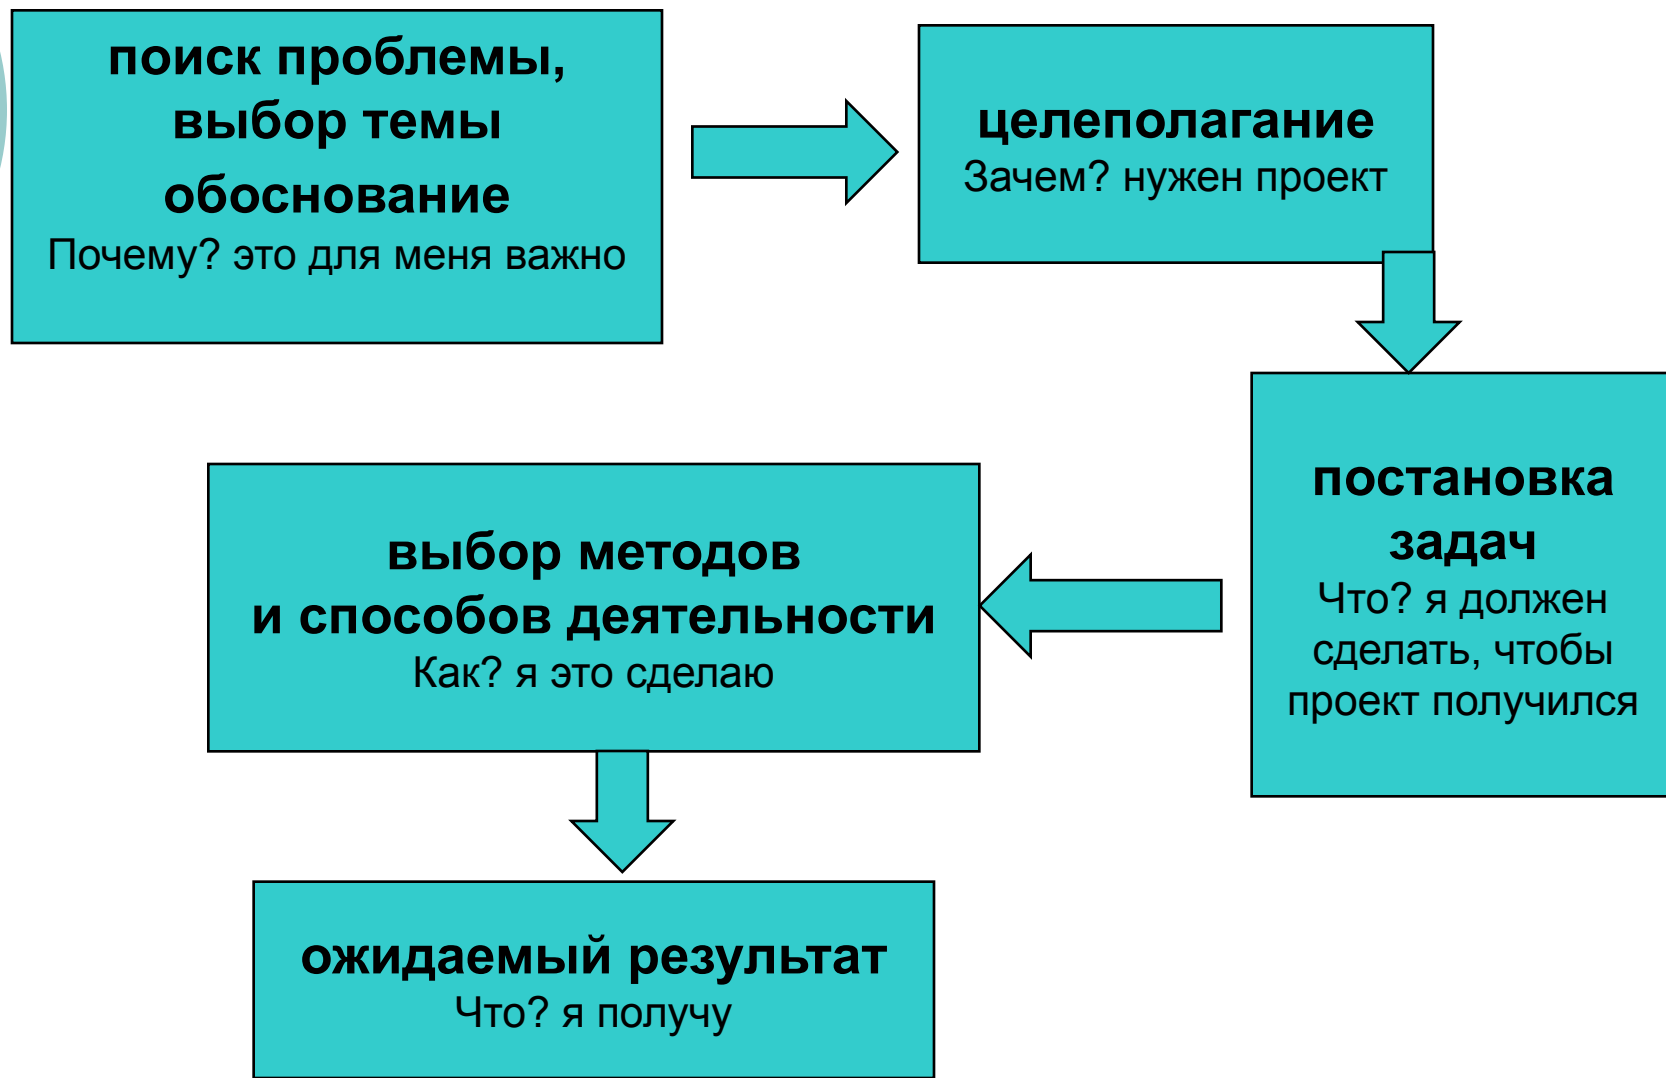 поиск проблемы,
выбор темы
обоснование
Почему? это для меня важно
целеполагание
Зачем? нужен проект
постановка
задач
Что? я должен
сделать, чтобы
проект получился
выбор методов
и способов деятельности
Как? я это сделаю
ожидаемый результат
Что? я получу